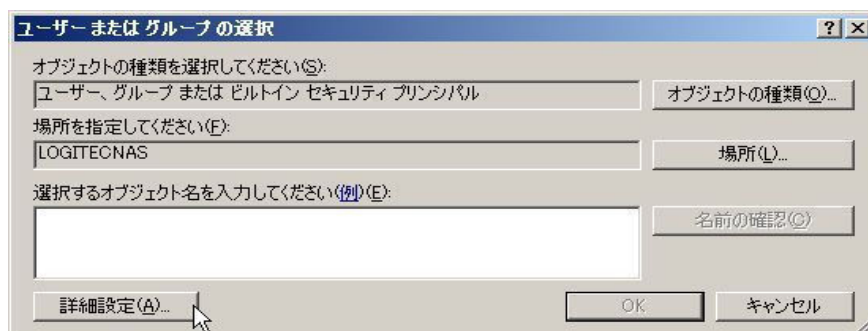 ユーザー または グループ の選択
オブジェクトの種類を選択してください(S):
ユーザー、グループ または ビルトイン セキュリティ プリンシパル
オブジェクトの種類(O)...
場所を指定してください(F):
LOGITECNAS
場所(L)...
選択するオブジェクト名を入力してください(例)(E):
名前の確認(C)
詳細設定(A)...
OK
キャンセル